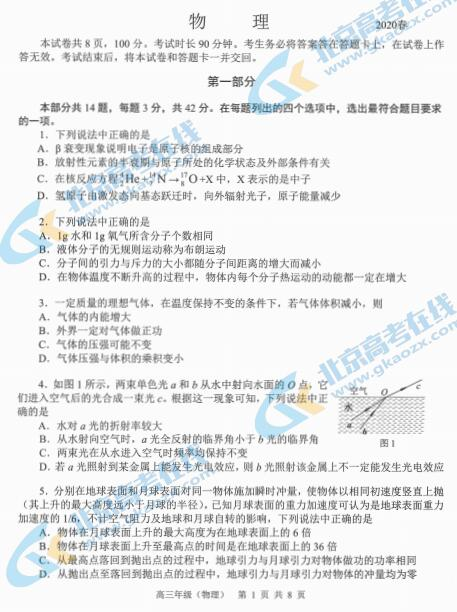 物 理
2020春
本试卷共 8 页，100 分。考试时长 90 分钟。考生务必将答案答在答题卡上，在试卷上作
答无效。考试结束后，将本试卷和答题卡一并交回。
第一部分
本部分共 14 题，每题 3 分，共 42 分。在每题列出的四个选项中，选出最符合题目要求
的一项。
1．下列说法中正确的是
A．β 衰变现象说明电子是原子核的组成部分
B．放射性元素的半衰期与原子所处的化学状态及外部条件有关
C．在核反应方程 ⁴₂He + ¹⁴₇N → ¹⁷₈O + X 中，X 表示的是中子
D．氢原子由激发态向基态跃迁时，向外辐射光子，原子能量减少
2．下列说法中正确的是
A．1g 水和 1g 氧气所含分子个数相同
B．液体分子的无规则运动称为布朗运动
C．分子间的引力与斥力的大小都随分子间距离的增大而减小
D．在物体温度不断升高的过程中，物体内每个分子热运动的动能都一定在增大
3．一定质量的理想气体，在温度保持不变的条件下，若气体体积减小，则
A．气体的内能增大
B．外界一定对气体做正功
C．气体的压强可能不变
D．气体压强与体积的乘积变小
4．如图 1 所示，两束单色光 a 和 b 从水中射向水面的 O 点，它
们进入空气后的光合成一束光 c。根据这一现象可知，下列说法中正
确的是
A．水对 a 光的折射率较大
B．从水射向空气时，a 光全反射的临界角小于 b 光的临界角
C．两束光在从水进入空气时频率均保持不变
D．若 a 光照射到某金属上能发生光电效应，则 b 光照射该金属上不一定能发生光电效应
空气
水
O
c
a
b
图 1
5．分别在地球表面和月球表面对同一物体施加瞬时冲量，使物体以相同初速度竖直上抛
(其上升的最大高度远小于月球的半径)，已知月球表面的重力加速度可认为是地球表面重力
加速度的 1/6，不计空气阻力及地球和月球自转的影响，下列说法中正确的是
A．物体在月球表面上升的最大高度为在地球表面上的 6 倍
B．物体在月球表面上升至最高点的时间是在地球表面上的 36 倍
C．从最高点落回到抛出点的过程中，地球引力与月球引力对物体做功的功率相同
D．从抛出点至落回到抛出点的过程中，地球引力与月球引力对物体的冲量均为零
高三年级（物理） 第 1 页 共 8 页
北京高考在线
www.gkaozx.com
北京高考在线
www.gkaozx.com